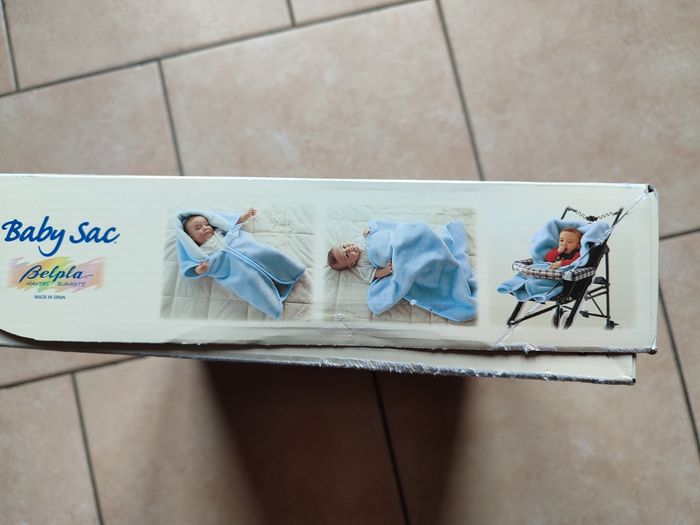 Baby Sac
Belpla
MANTAS BLANKETS
MADE IN SPAIN